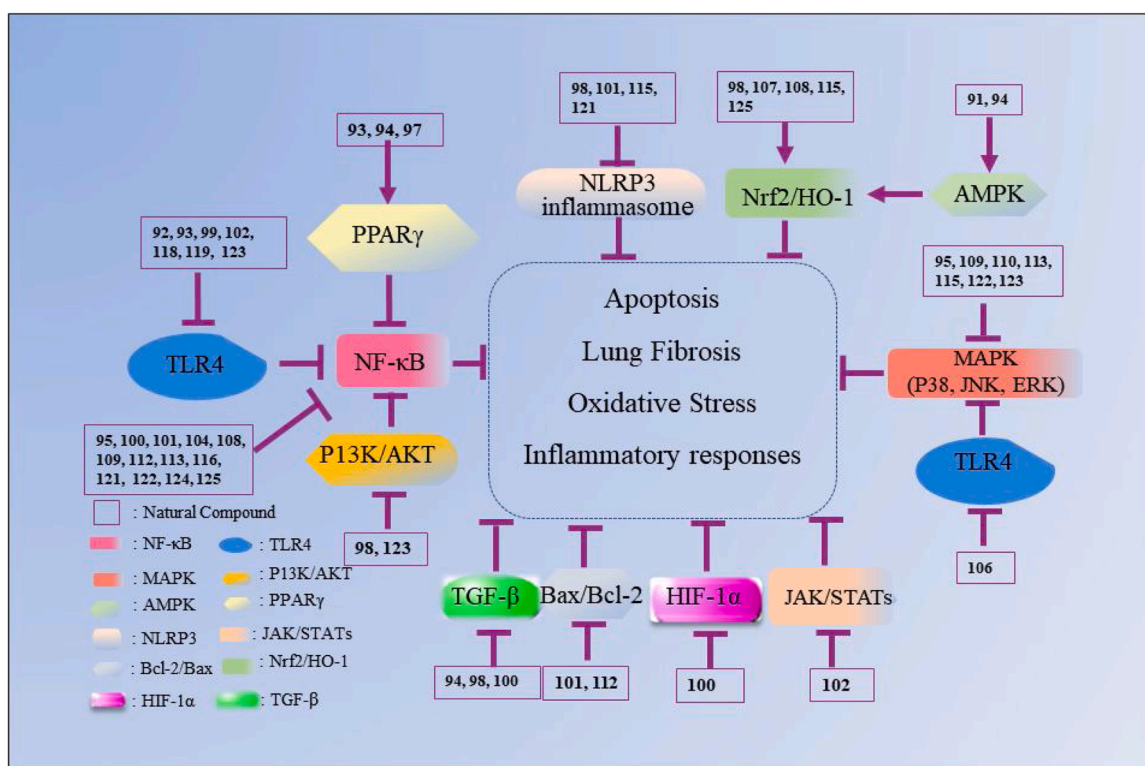 98, 101, 115,
121
98, 107, 108, 115,
125
91, 94
93, 94, 97
NLRP3
inflammasome
Nrf2/HO-1
AMPK
PPARγ
92, 93, 99, 102,
118, 119, 123
95, 109, 110, 113,
115, 122, 123
Apoptosis
Lung Fibrosis
Oxidative Stress
Inflammatory responses
TLR4
NF-κB
MAPK
(P38, JNK, ERK)
95, 100, 101, 104, 108,
109, 112, 113, 116,
121, 122, 124, 125
P13K/AKT
TLR4
98, 123
106
TGF-β
Bax/Bcl-2
HIF-1α
JAK/STATs
94, 98, 100
101, 112
100
102
: Natural Compound
: NF-κB
: TLR4
: MAPK
: P13K/AKT
: AMPK
: PPARγ
: NLRP3
: JAK/STATs
: Bcl-2/Bax
: Nrf2/HO-1
: HIF-1α
: TGF-β